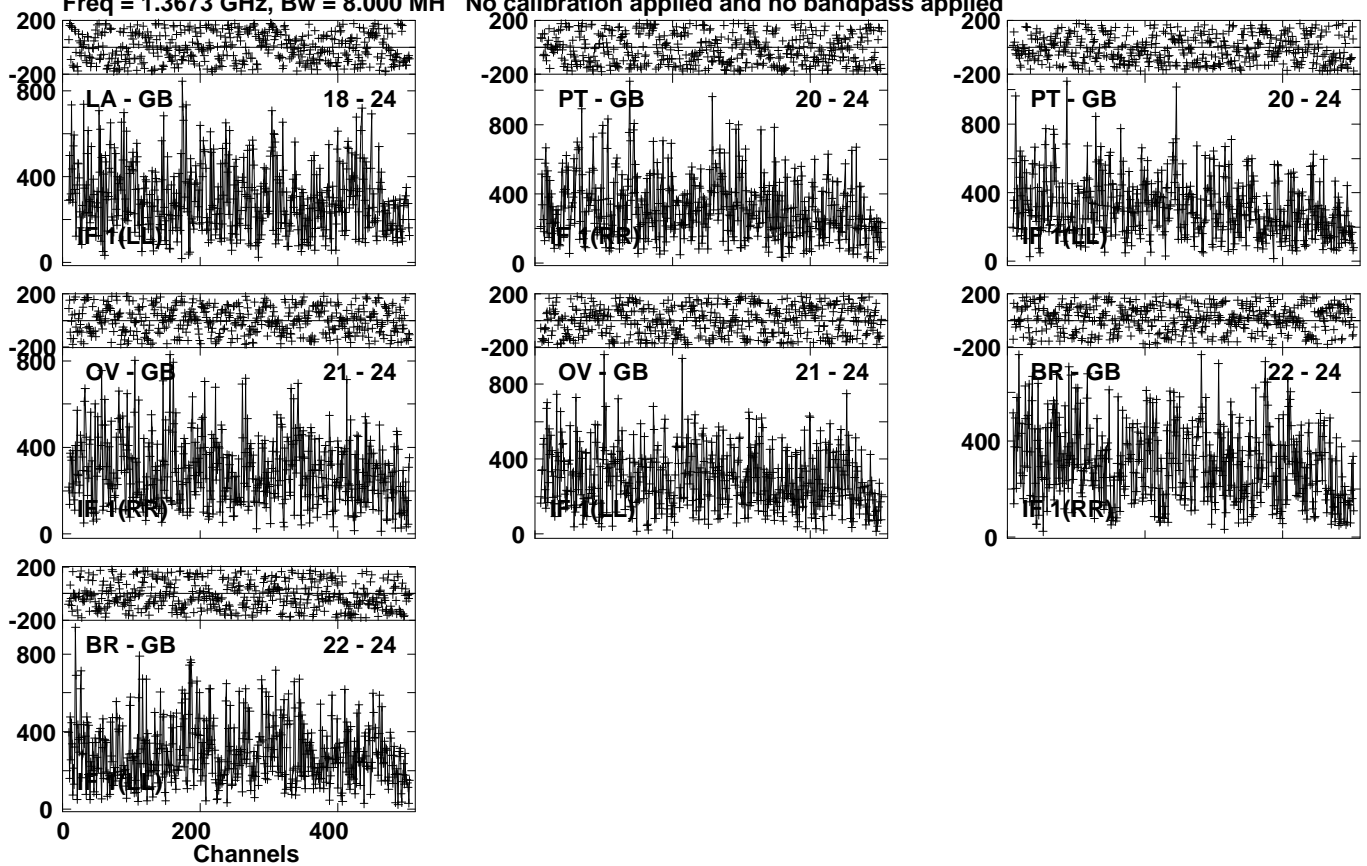 Freq = 1.3673 GHz, Bw = 8.000 MH No calibration applied and no bandpass applied
200
-200
800
400
0
LA - GB 18 - 24
IF 1(LL)
200
-200
800
400
0
PT - GB 20 - 24
IF 1(RR)
200
-200
800
400
0
PT - GB 20 - 24
IF 1(LL)
200
-200
800
400
0
OV - GB 21 - 24
IF 1(RR)
200
-200
800
400
0
OV - GB 21 - 24
IF 1(LL)
200
-200
400
0
BR - GB 22 - 24
IF 1(RR)
200
-200
800
400
0
BR - GB 22 - 24
IF 1(LL)
0 200 400
Channels